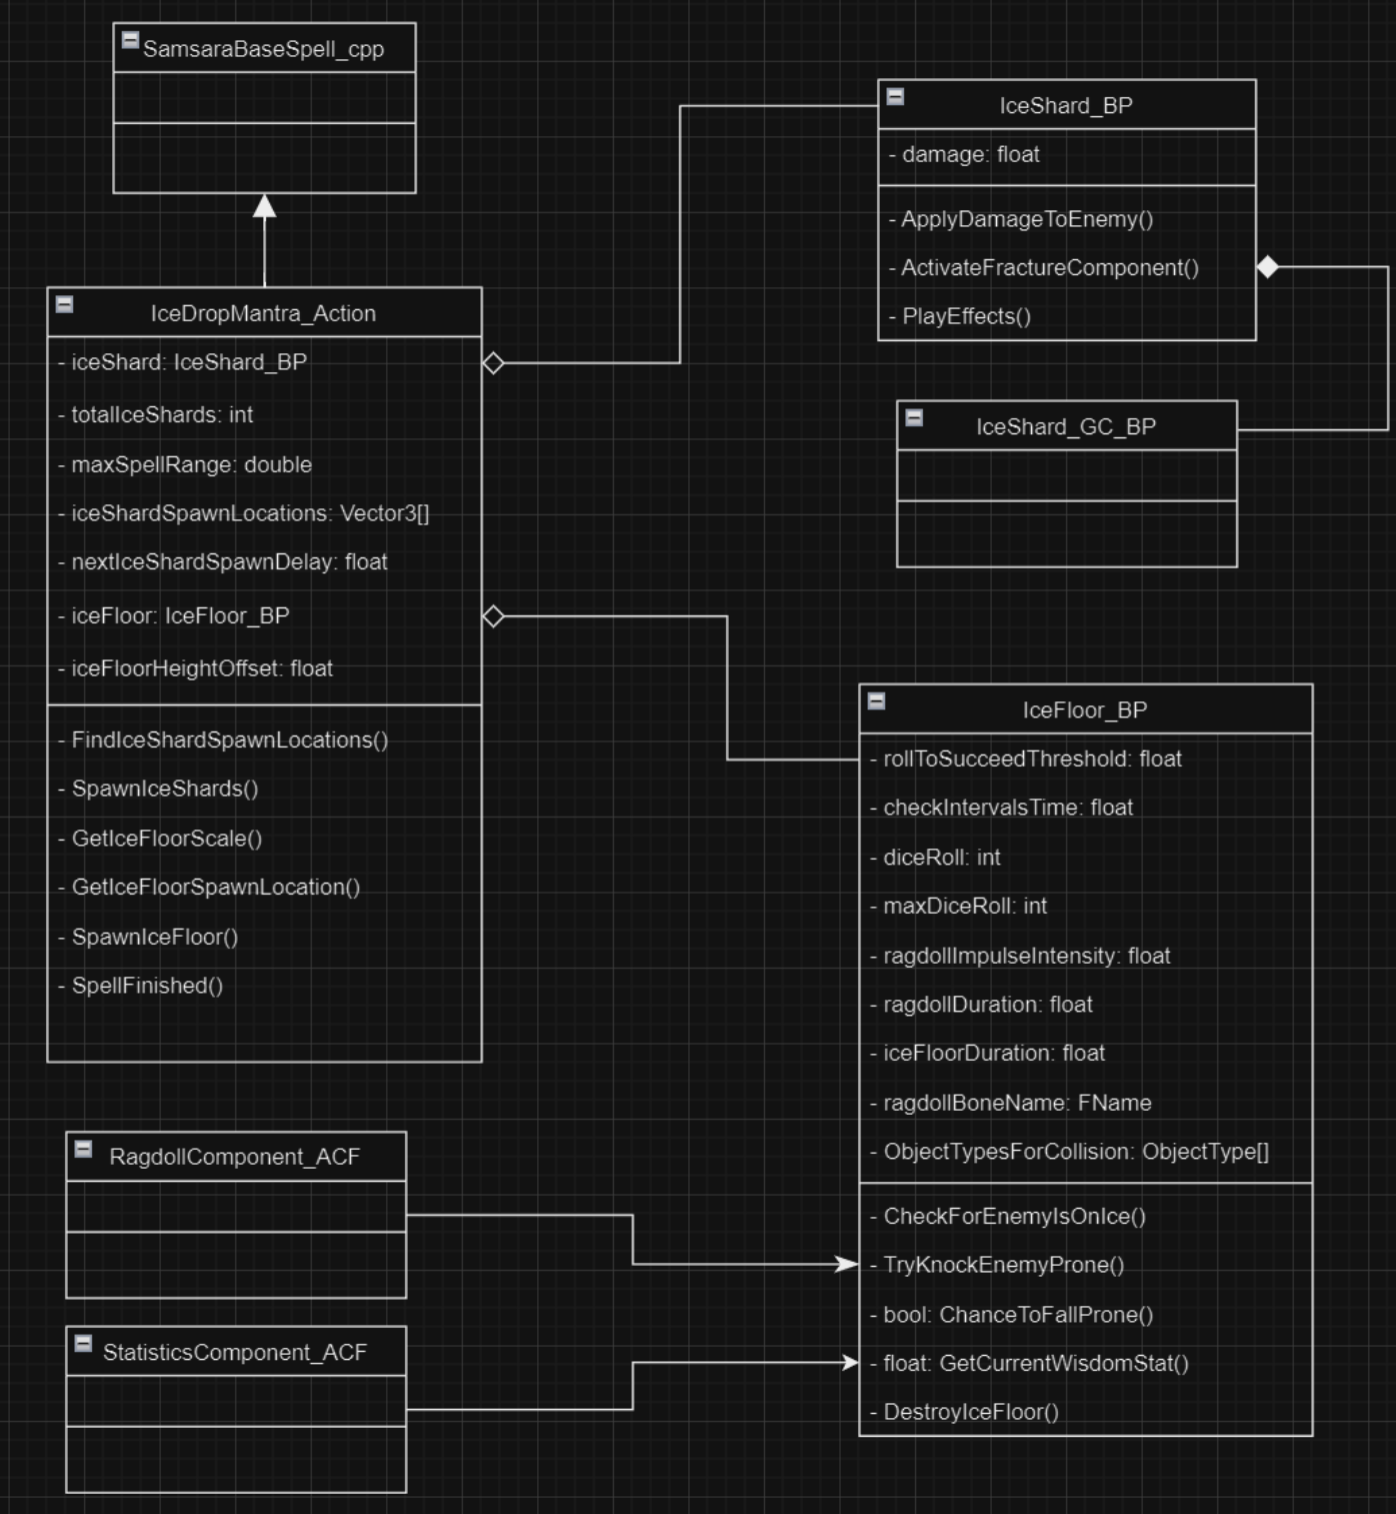 SamsaraBaseSpell_cpp
IceDropMantra_Action
- iceShard: IceShard_BP
- totalIceShards: int
- maxSpellRange: double
- iceShardSpawnLocations: Vector3[]
- nextIceShardSpawnDelay: float
- iceFloor: IceFloor_BP
- iceFloorHeightOffset: float
- FindIceShardSpawnLocations()
- SpawnIceShards()
- GetIceFloorScale()
- GetIceFloorSpawnLocation()
- SpawnIceFloor()
- SpellFinished()
IceShard_BP
- damage: float
- ApplyDamageToEnemy()
- ActivateFractureComponent()
- PlayEffects()
IceShard_GC_BP
IceFloor_BP
- rollToSucceedThreshold: float
- checkIntervalsTime: float
- diceRoll: int
- maxDiceRoll: int
- ragdollImpulseIntensity: float
- ragdollDuration: float
- iceFloorDuration: float
- ragdollBoneName: FName
- ObjectTypesForCollision: ObjectType[]
- CheckForEnemyIsOnIce()
- TryKnockEnemyProne()
- bool: ChanceToFallProne()
- float: GetCurrentWisdomStat()
- DestroyIceFloor()
RagdollComponent_ACF
StatisticsComponent_ACF